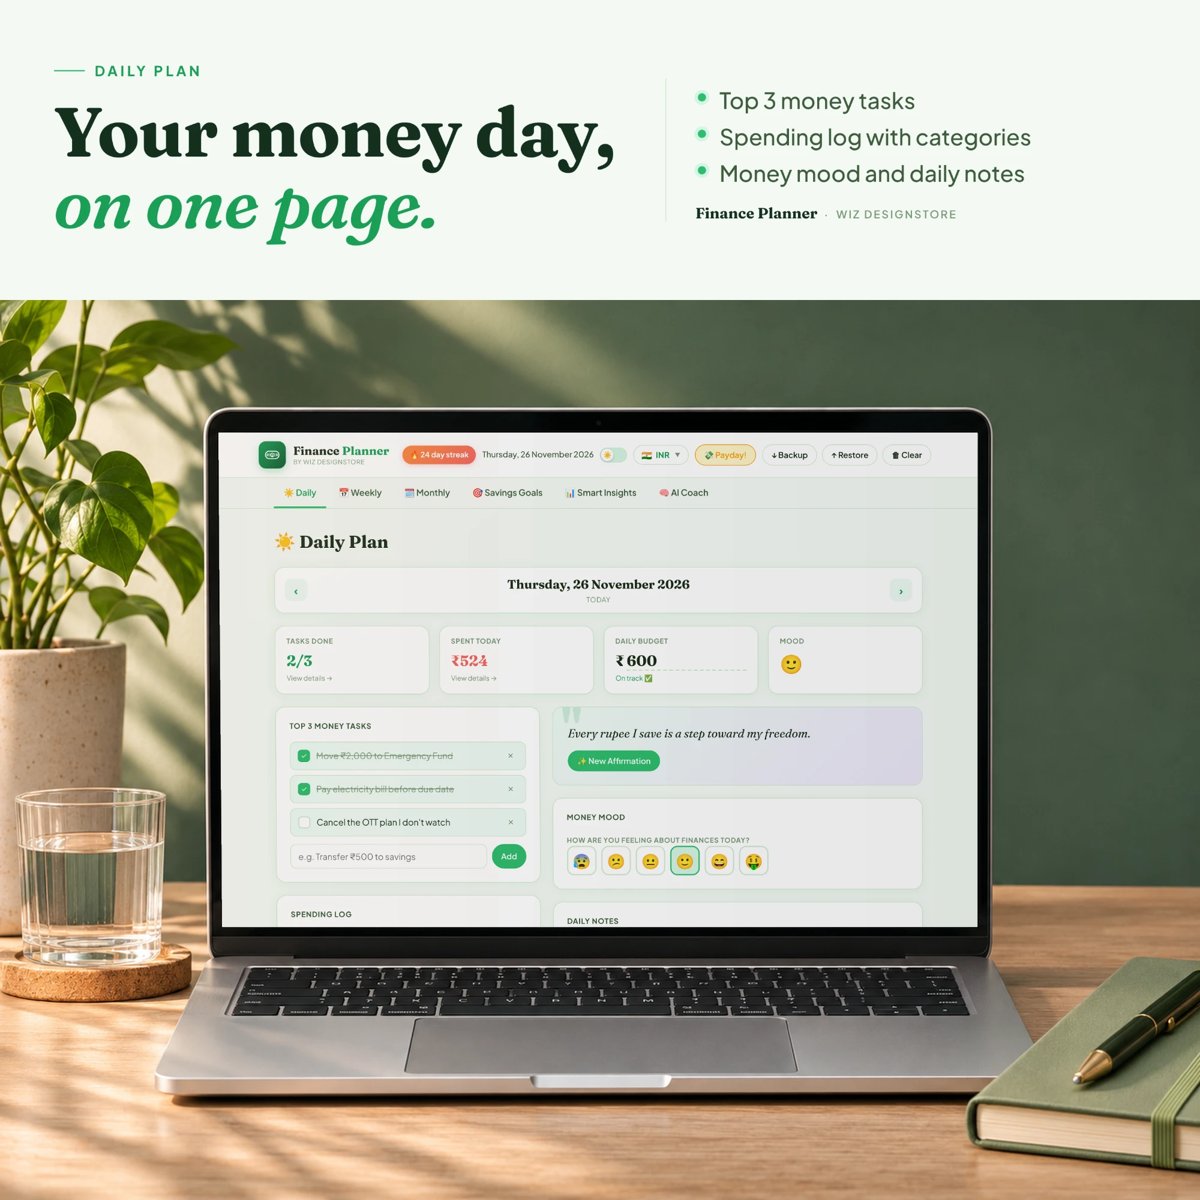 DAILY PLAN
Your money day,
on one page.
Top 3 money tasks
Spending log with categories
Money mood and daily notes
Finance Planner · WIZ DESIGNSTORE
Finance Planner
BY WIZ DESIGNSTORE
🔥 24 day streak
Thursday, 26 November 2026
☀️
🇮🇳 INR ▼
💸 Payday!
↓ Backup
↑ Restore
🗑 Clear
☀️ Daily
📅 Weekly
🗓️ Monthly
🎯 Savings Goals
📊 Smart Insights
🧠 AI Coach
☀️ Daily Plan
‹
Thursday, 26 November 2026
›
TODAY
TASKS DONE
2/3
View details →
SPENT TODAY
₹524
View details →
DAILY BUDGET
₹ 600
On track ✅
MOOD
🙂
TOP 3 MONEY TASKS
✓ Move ₹2,000 to Emergency Fund ×
✓ Pay electricity bill before due date ×
Cancel the OTT plan I don't watch ×
e.g. Transfer ₹500 to savings
Add
SPENDING LOG
"
Every rupee I save is a step toward my freedom.
✨ New Affirmation
MONEY MOOD
HOW ARE YOU FEELING ABOUT FINANCES TODAY?
😰 😕 😐 🙂 😄 🤑
DAILY NOTES